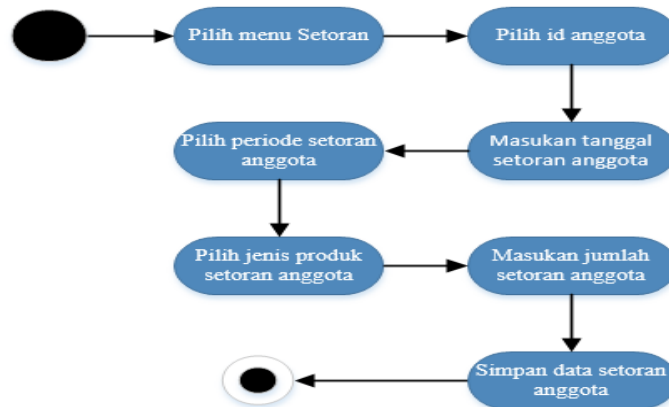 Pilih menu Setoran
Pilih id anggota
Masukan tanggal
setoran anggota
Pilih periode setoran
anggota
Pilih jenis produk
setoran anggota
Masukan jumlah
setoran anggota
Simpan data setoran
anggota